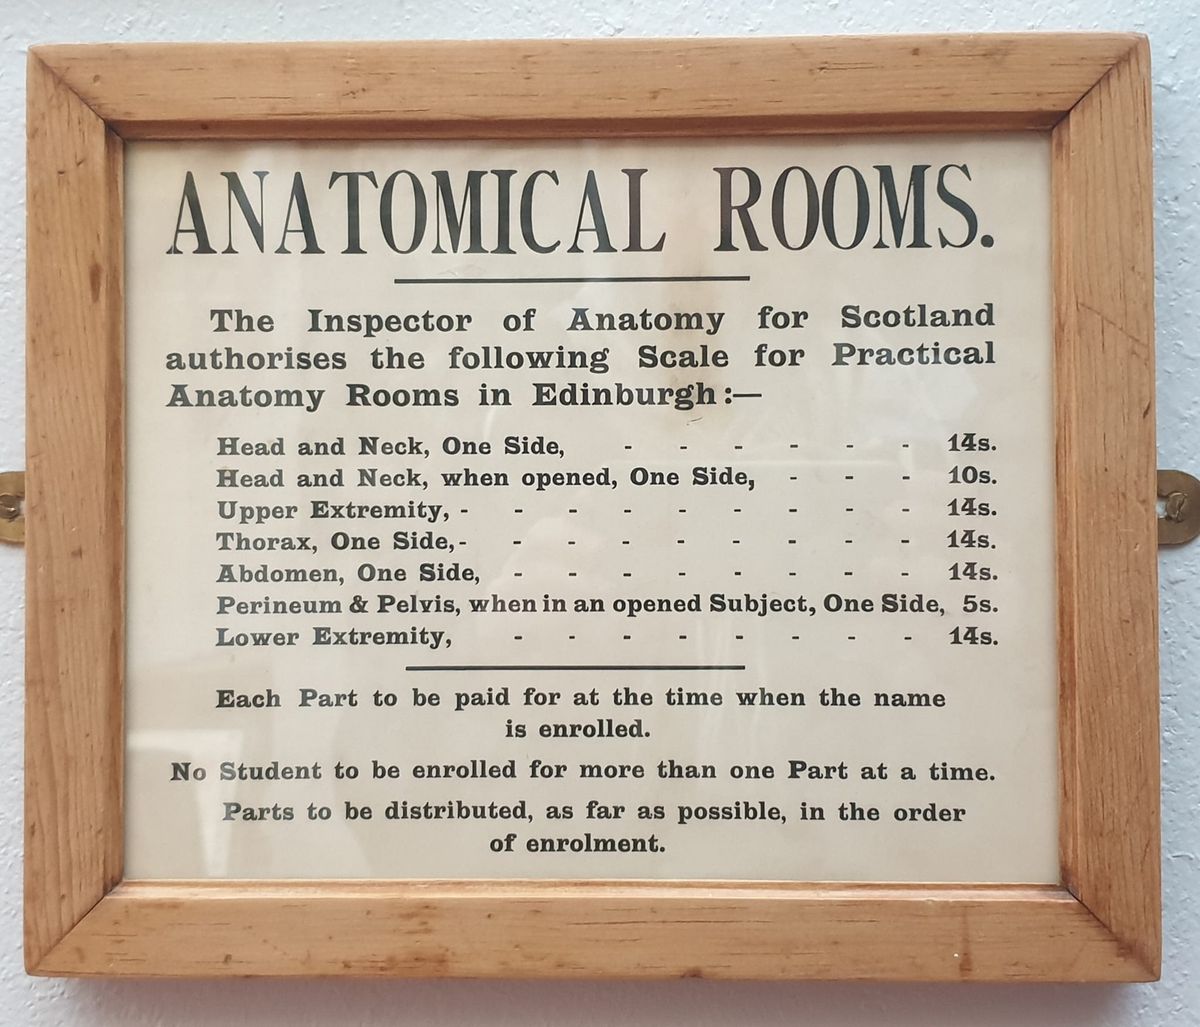 ANATOMICAL ROOMS.
The Inspector of Anatomy for Scotland
authorises the following Scale for Practical
Anatomy Rooms in Edinburgh:—
Head and Neck, One Side, - - - - - - 14s.
Head and Neck, when opened, One Side, - - - 10s.
Upper Extremity, - - - - - - - - - 14s.
Thorax, One Side,- - - - - - - - - 14s.
Abdomen, One Side, - - - - - - - - 14s.
Perineum & Pelvis, when in an opened Subject, One Side, 5s.
Lower Extremity, - - - - - - - - 14s.
Each Part to be paid for at the time when the name
is enrolled.
No Student to be enrolled for more than one Part at a time.
Parts to be distributed, as far as possible, in the order
of enrolment.